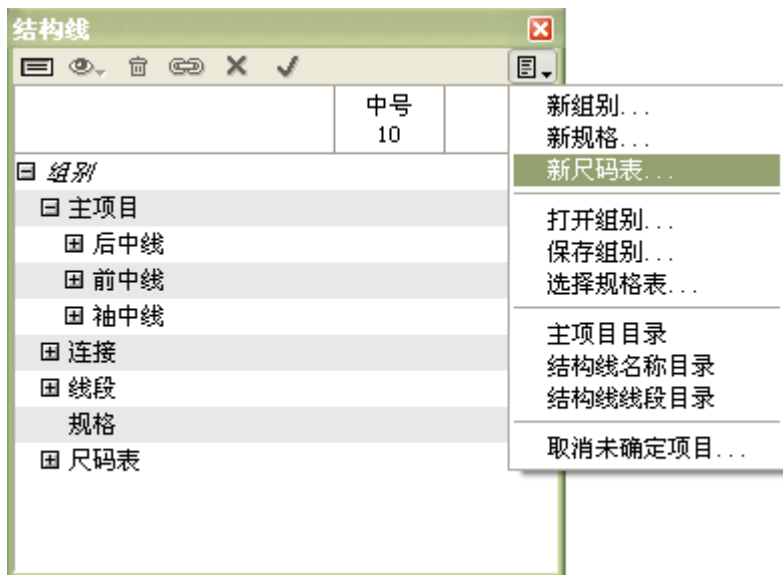 结构线
中号
10
组别
主项目
后中线
前中线
袖中线
连接
线段
规格
尺码表
新组别...
新规格...
新尺码表...
打开组别...
保存组别...
选择规格表...
主项目目录
结构线名称目录
结构线线段目录
取消未确定项目...